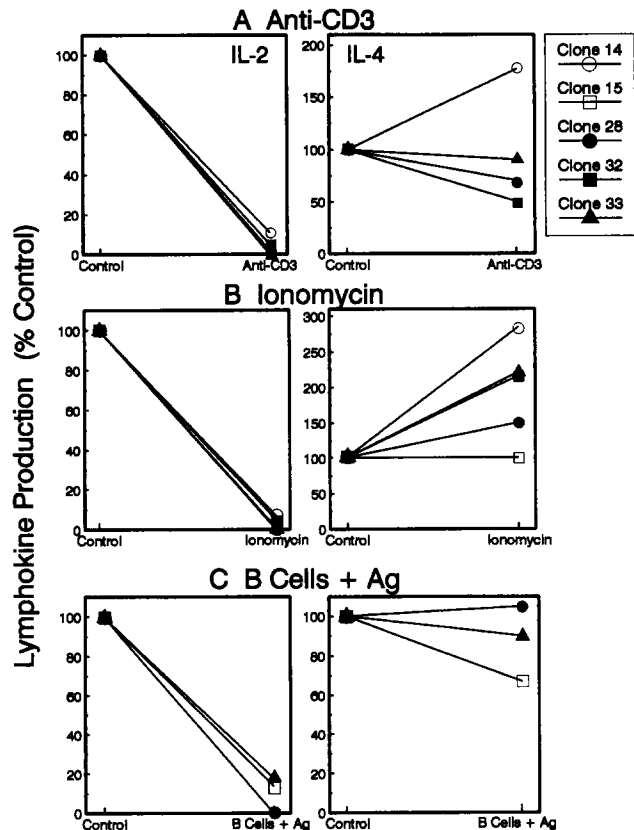 A Anti-CD3
IL-2
IL-4
100
80
60
40
20
0
Control
Anti-CD3
200
150
100
50
0
Control
Anti-CD3
Clone 14
Clone 15
Clone 28
Clone 32
Clone 33
Lymphokine Production (% Control)
B Ionomycin
100
80
60
40
20
0
Control
Ionomycin
300
250
200
150
100
50
0
Control
Ionomycin
C B Cells + Ag
100
80
60
40
20
0
Control
B Cells + Ag
100
80
60
40
20
0
Control
B Cells + Ag